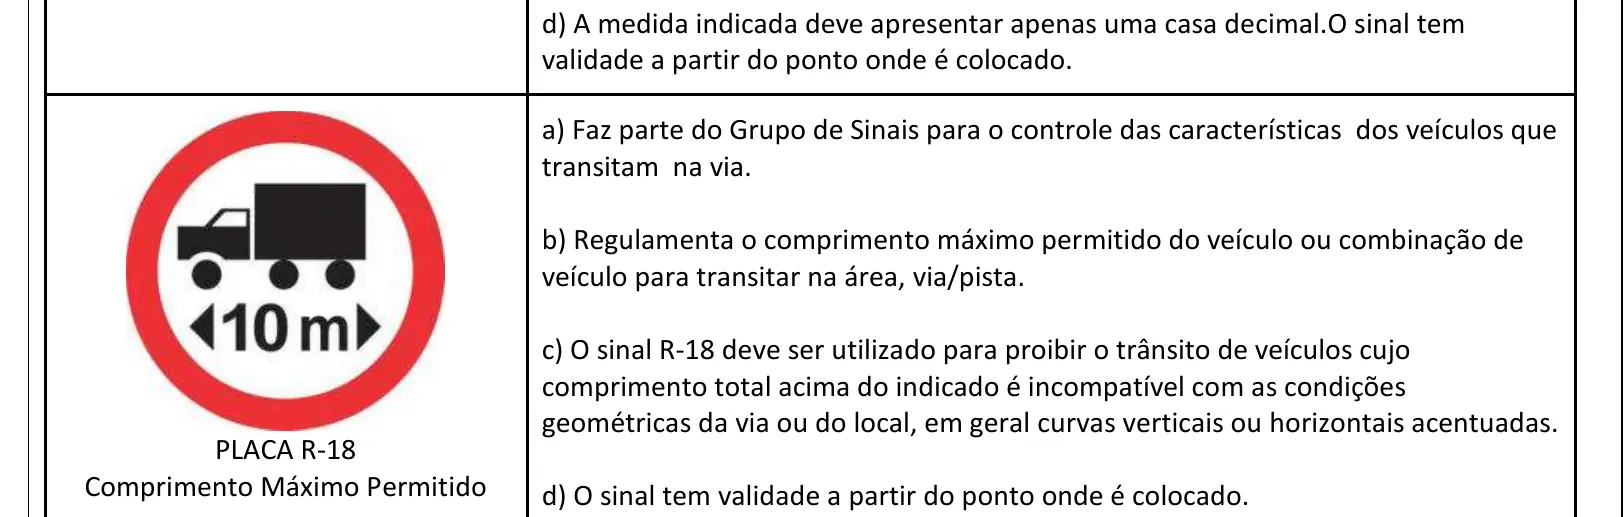 d) A medida indicada deve apresentar apenas uma casa decimal.O sinal tem
validade a partir do ponto onde é colocado.
10 m
PLACA R-18
Comprimento Máximo Permitido
a) Faz parte do Grupo de Sinais para o controle das características  dos veículos que
transitam  na via.
b) Regulamenta o comprimento máximo permitido do veículo ou combinação de
veículo para transitar na área, via/pista.
c) O sinal R-18 deve ser utilizado para proibir o trânsito de veículos cujo
comprimento total acima do indicado é incompatível com as condições
geométricas da via ou do local, em geral curvas verticais ou horizontais acentuadas.
d) O sinal tem validade a partir do ponto onde é colocado.